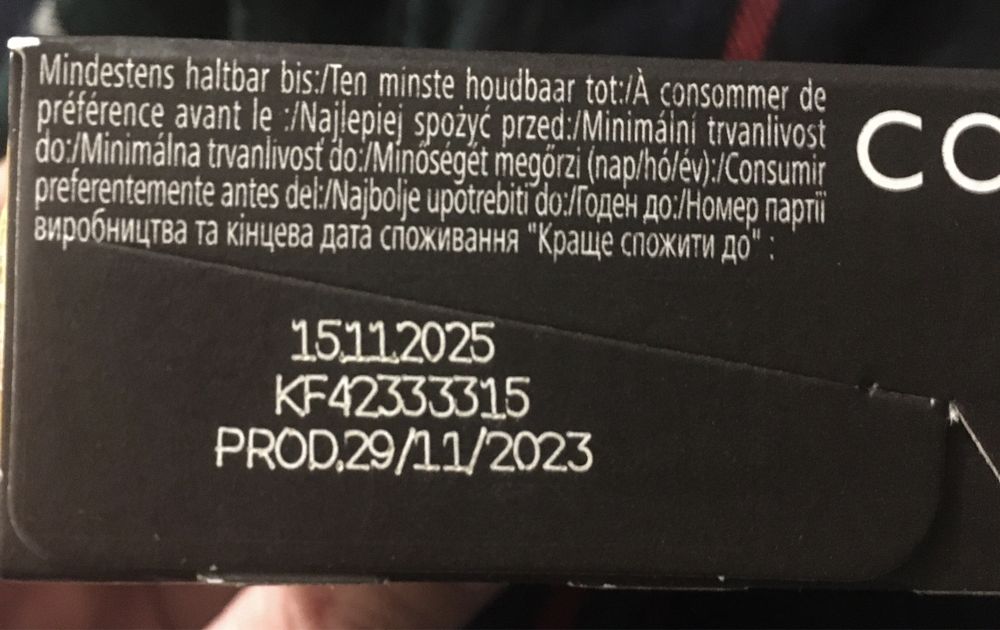 Mindestens haltbar bis:/Ten minste houdbaar tot:/À consommer de
préférence avant le :/Najlepiej spożyć przed:/Minimální trvanlivost
do:/Minimálna trvanlivosť do:/Minőségét megőrzi (nap/hó/év):/Consumir
preferentemente antes del:/Najbolje upotrebiti do:/Годен до:/Номер партії
виробництва та кінцева дата споживання "Краще спожити до" :
CO
15.11.2025
KF42333315
PROD.29/11/2023